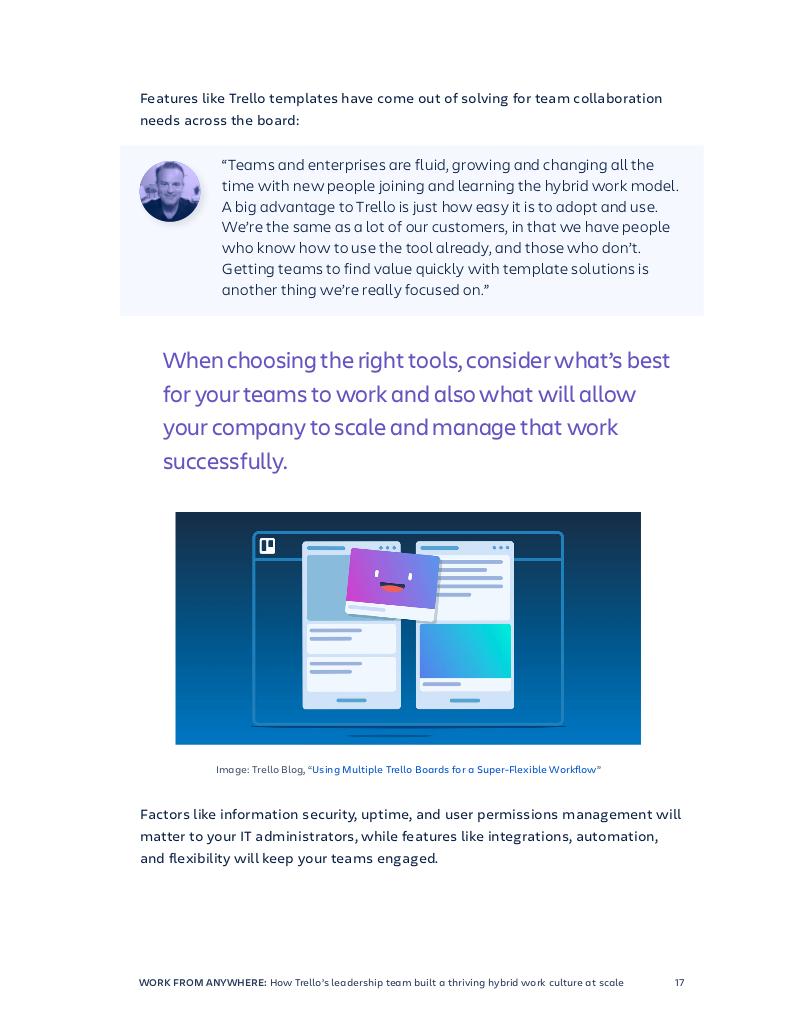 Features like Trello templates have come out of solving for team collaboration
needs across the board:
“Teams and enterprises are fluid, growing and changing all the
time with new people joining and learning the hybrid work model.
A big advantage to Trello is just how easy it is to adopt and use.
We’re the same as a lot of our customers, in that we have people
who know how to use the tool already, and those who don’t.
Getting teams to find value quickly with template solutions is
another thing we’re really focused on.”
When choosing the right tools, consider what’s best
for your teams to work and also what will allow
your company to scale and manage that work
successfully.
Image: Trello Blog, “Using Multiple Trello Boards for a Super-Flexible Workflow”
Factors like information security, uptime, and user permissions management will
matter to your IT administrators, while features like integrations, automation,
and flexibility will keep your teams engaged.
WORK FROM ANYWHERE: How Trello’s leadership team built a thriving hybrid work culture at scale 17